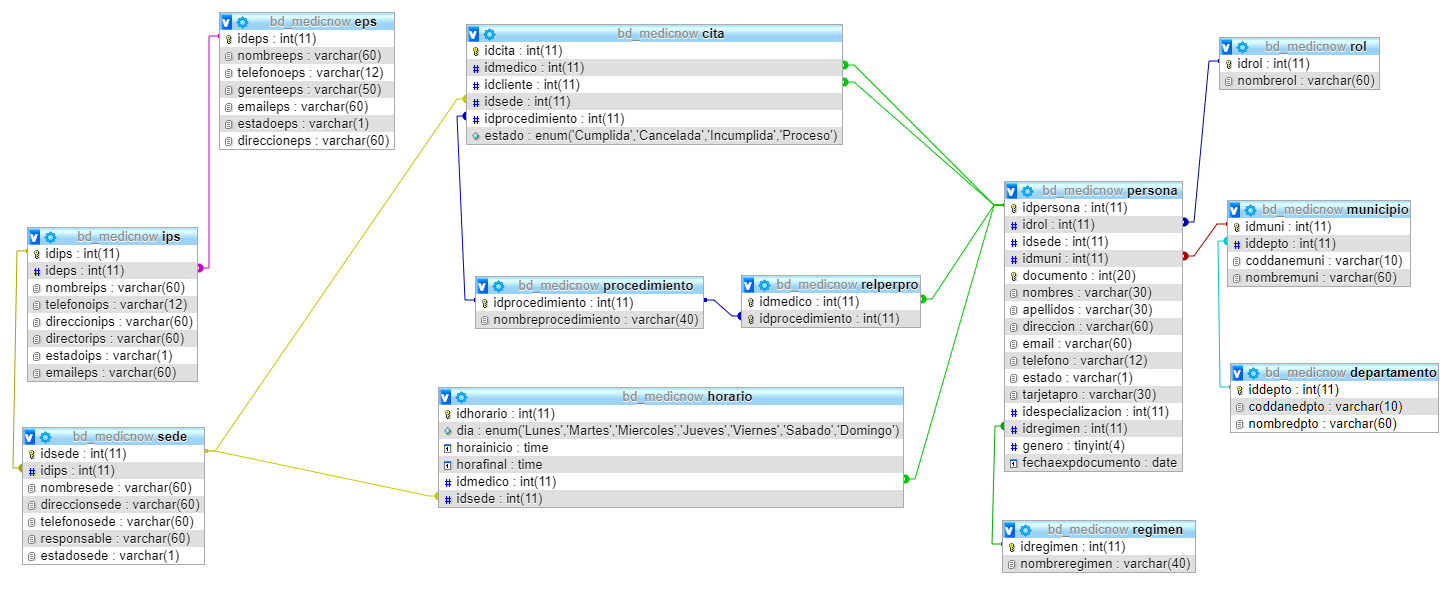 bd_medicnow eps
ideps : int(11)
nombreeps : varchar(60)
telefonoeps : varchar(12)
gerenteeps : varchar(50)
emaileps : varchar(60)
estadoeps : varchar(1)
direccioneps : varchar(60)
bd_medicnow cita
idcita : int(11)
idmedico : int(11)
idcliente : int(11)
idsede : int(11)
idprocedimiento : int(11)
estado : enum('Cumplida','Cancelada','Incumplida','Proceso')
bd_medicnow rol
idrol : int(11)
nombrerol : varchar(60)
bd_medicnow persona
idpersona : int(11)
idrol : int(11)
idsede : int(11)
idmuni : int(11)
documento : int(20)
nombres : varchar(30)
apellidos : varchar(30)
direccion : varchar(60)
email : varchar(60)
telefono : varchar(12)
estado : varchar(1)
tarjetapro : varchar(30)
idespecializacion : int(11)
idregimen : int(11)
genero : tinyint(4)
fechaexpdocumento : date
bd_medicnow municipio
idmuni : int(11)
iddepto : int(11)
coddanemuni : varchar(10)
nombremuni : varchar(60)
bd_medicnow ips
idips : int(11)
ideps : int(11)
nombreips : varchar(60)
telefonoips : varchar(12)
direccionips : varchar(60)
directorips : varchar(60)
estadoips : varchar(1)
emaileps : varchar(60)
bd_medicnow procedimiento
idprocedimiento : int(11)
nombreprocedimiento : varchar(40)
bd_medicnow relperpro
idmedico : int(11)
idprocedimiento : int(11)
bd_medicnow departamento
iddepto : int(11)
coddanedpto : varchar(10)
nombredpto : varchar(60)
bd_medicnow horario
idhorario : int(11)
dia : enum('Lunes','Martes','Miercoles','Jueves','Viernes','Sabado','Domingo')
horainicio : time
horafinal : time
idmedico : int(11)
idsede : int(11)
bd_medicnow sede
idsede : int(11)
idips : int(11)
nombresede : varchar(60)
direccionsede : varchar(60)
telefonosede : varchar(60)
responsable : varchar(60)
estadosede : varchar(1)
bd_medicnow regimen
idregimen : int(11)
nombreregimen : varchar(40)